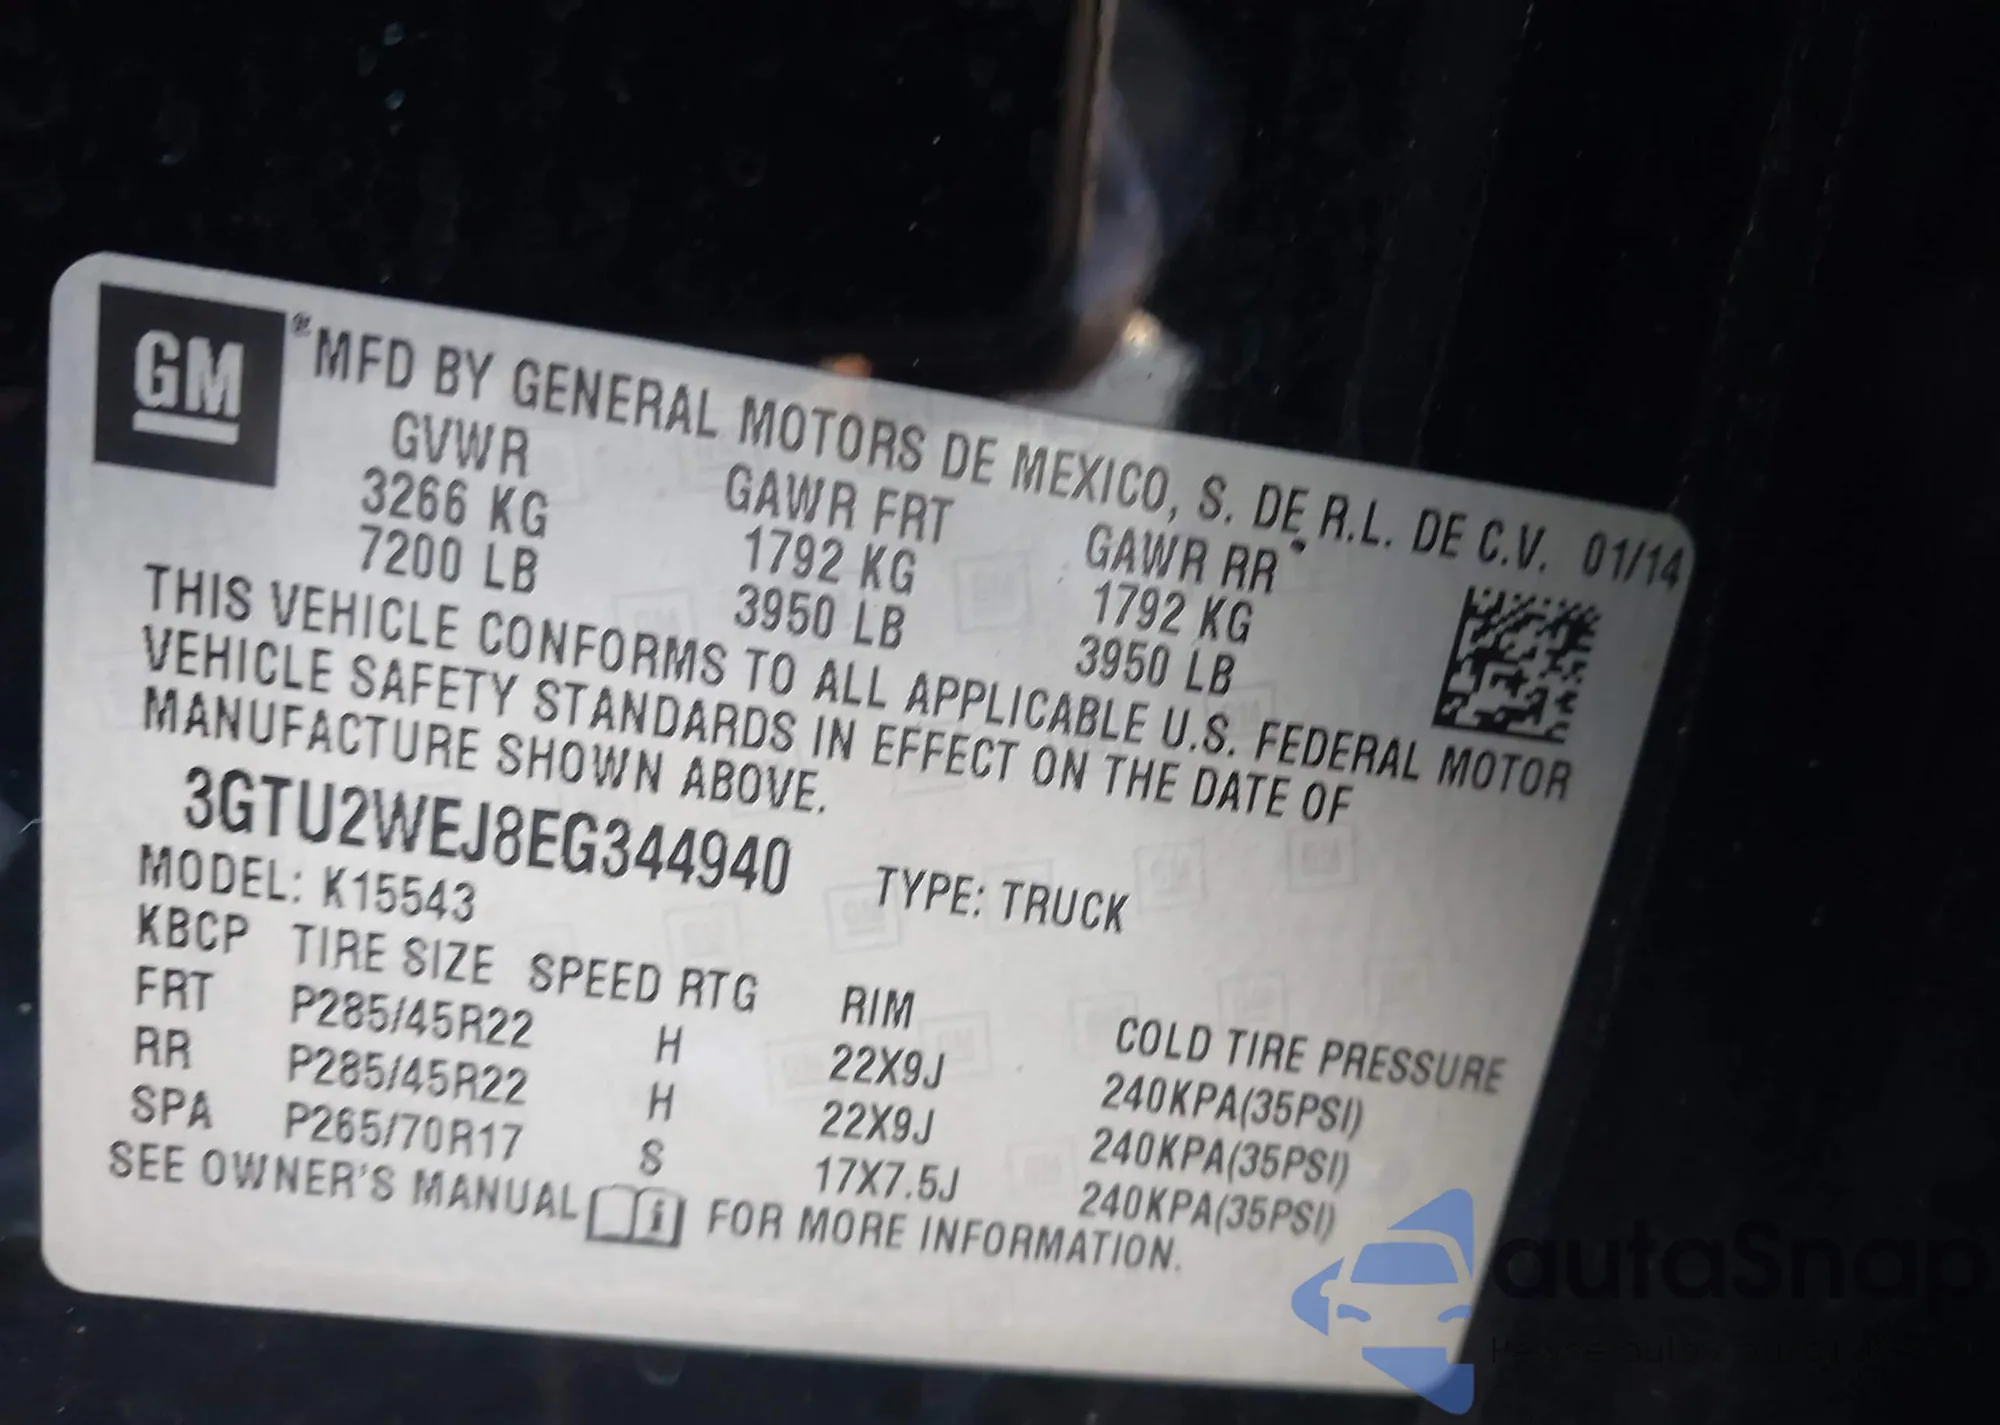 GM
® MFD BY GENERAL MOTORS DE MEXICO, S. DE R.L. DE C.V. 01/14
GVWR GAWR FRT GAWR RR
3266 KG 1792 KG 1792 KG
7200 LB 3950 LB 3950 LB
THIS VEHICLE CONFORMS TO ALL APPLICABLE U.S. FEDERAL MOTOR
VEHICLE SAFETY STANDARDS IN EFFECT ON THE DATE OF
MANUFACTURE SHOWN ABOVE.
3GTU2WEJ8EG344940 TYPE: TRUCK
MODEL: K15543
KBCP TIRE SIZE SPEED RTG RIM COLD TIRE PRESSURE
FRT P285/45R22 H 22X9J 240KPA(35PSI)
RR P285/45R22 H 22X9J 240KPA(35PSI)
SPA P265/70R17 S 17X7.5J 240KPA(35PSI)
SEE OWNER'S MANUAL FOR MORE INFORMATION.
autaSnap